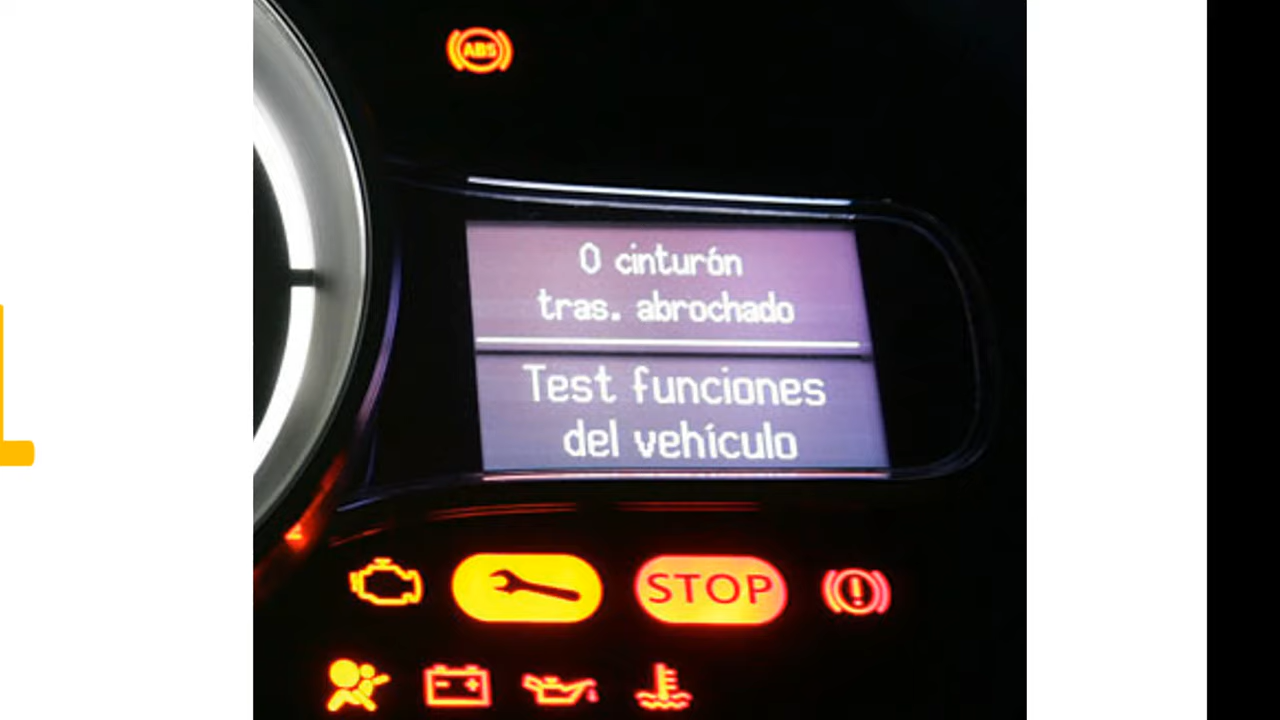 ABS
0 cinturón
tras. abrochado
Test funciones
del vehículo
STOP